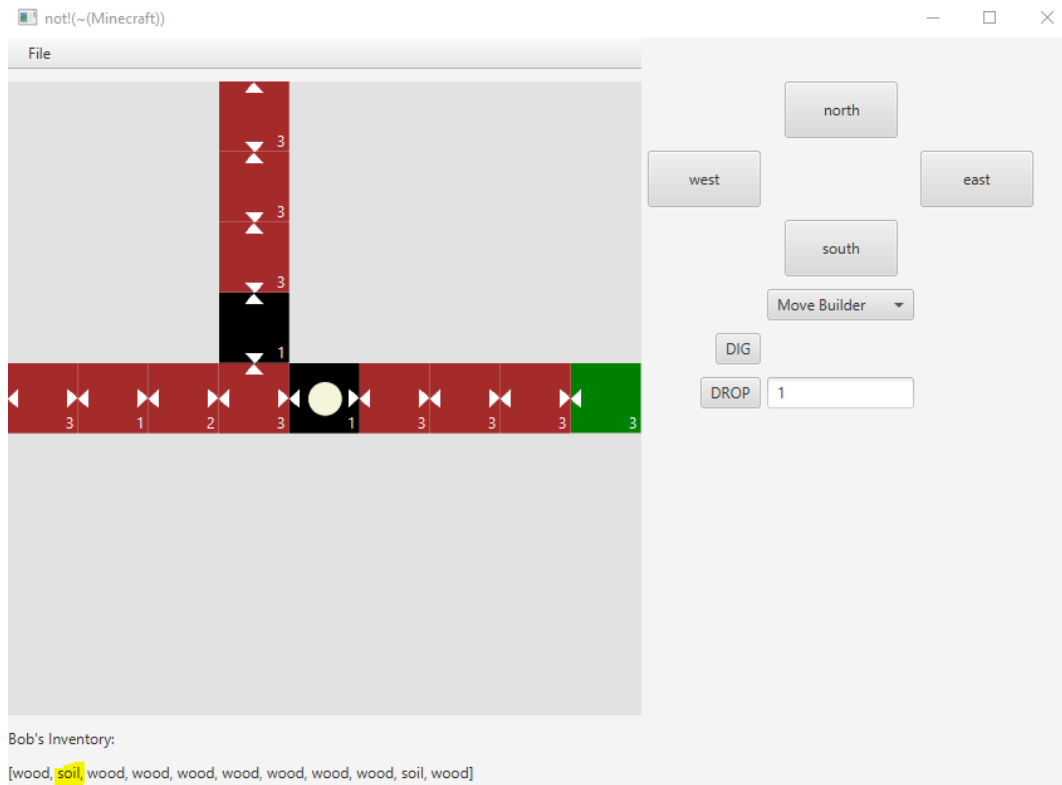 not!(~(Minecraft))
File
north
west
east
south
Move Builder
DIG
DROP 1
3
3
3
1
3 1 2 3 1 3 3 3 3
Bob's Inventory:
[wood, soil, wood, wood, wood, wood, wood, wood, wood, soil, wood]